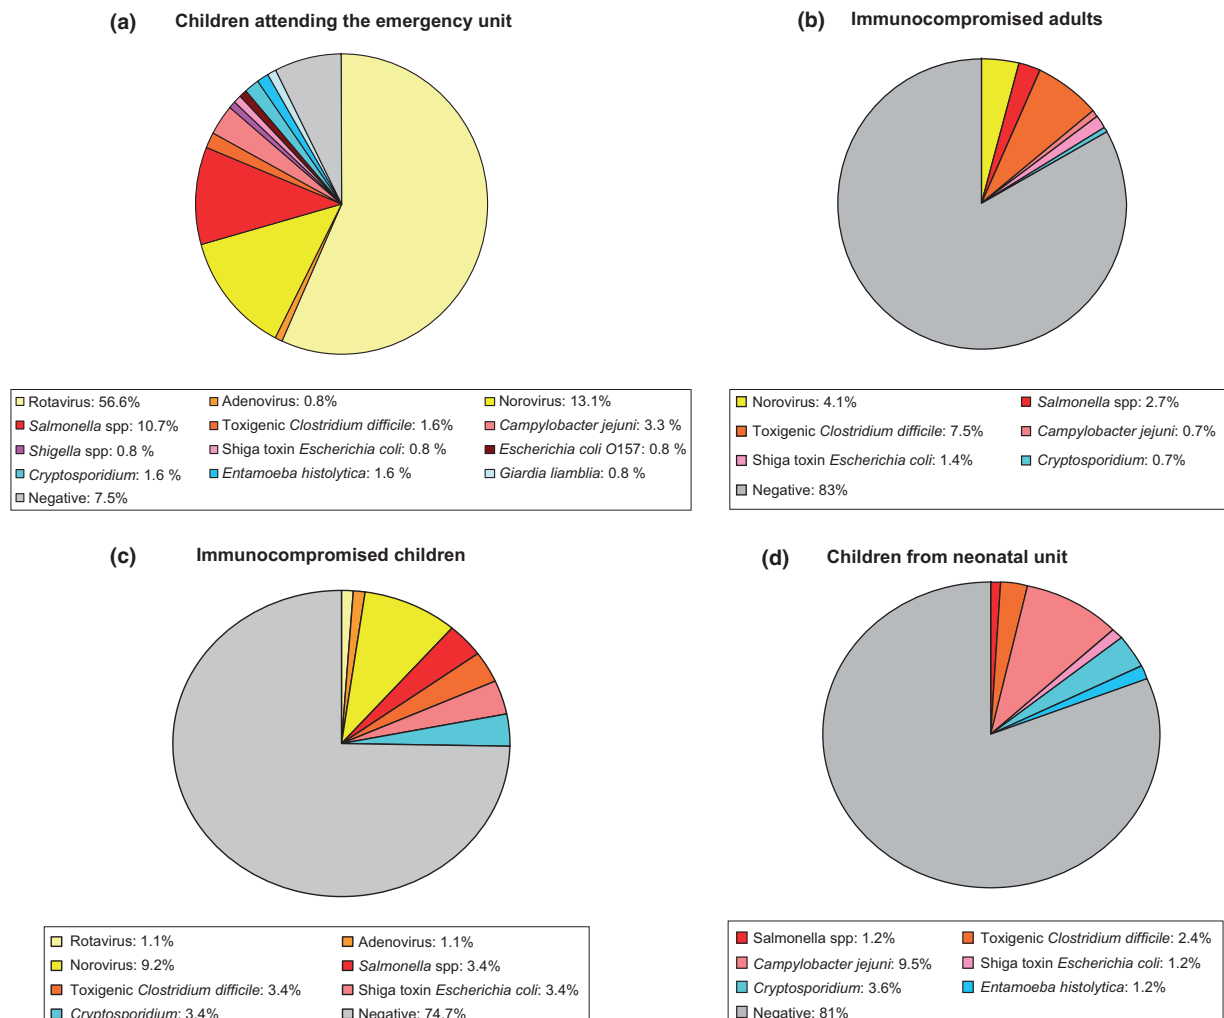 (a) Children attending the emergency unit
Rotavirus: 56.6% Adenovirus: 0.8% Norovirus: 13.1%
Salmonella spp: 10.7% Toxigenic Clostridium difficile: 1.6% Campylobacter jejuni: 3.3 %
Shigella spp: 0.8 % Shiga toxin Escherichia coli: 0.8 % Escherichia coli O157: 0.8 %
Cryptosporidium: 1.6 % Entamoeba histolytica: 1.6 % Giardia liamblia: 0.8 %
Negative: 7.5%
(b) Immunocompromised adults
Norovirus: 4.1% Salmonella spp: 2.7%
Toxigenic Clostridium difficile: 7.5% Campylobacter jejuni: 0.7%
Shiga toxin Escherichia coli: 1.4% Cryptosporidium: 0.7%
Negative: 83%
(c) Immunocompromised children
Rotavirus: 1.1% Adenovirus: 1.1%
Norovirus: 9.2% Salmonella spp: 3.4%
Toxigenic Clostridium difficile: 3.4% Shiga toxin Escherichia coli: 3.4%
Cryptosporidium: 3.4% Negative: 74.7%
(d) Children from neonatal unit
Salmonella spp: 1.2% Toxigenic Clostridium difficile: 2.4%
Campylobacter jejuni: 9.5% Shiga toxin Escherichia coli: 1.2%
Cryptosporidium: 3.6% Entamoeba histolytica: 1.2%
Negative: 81%